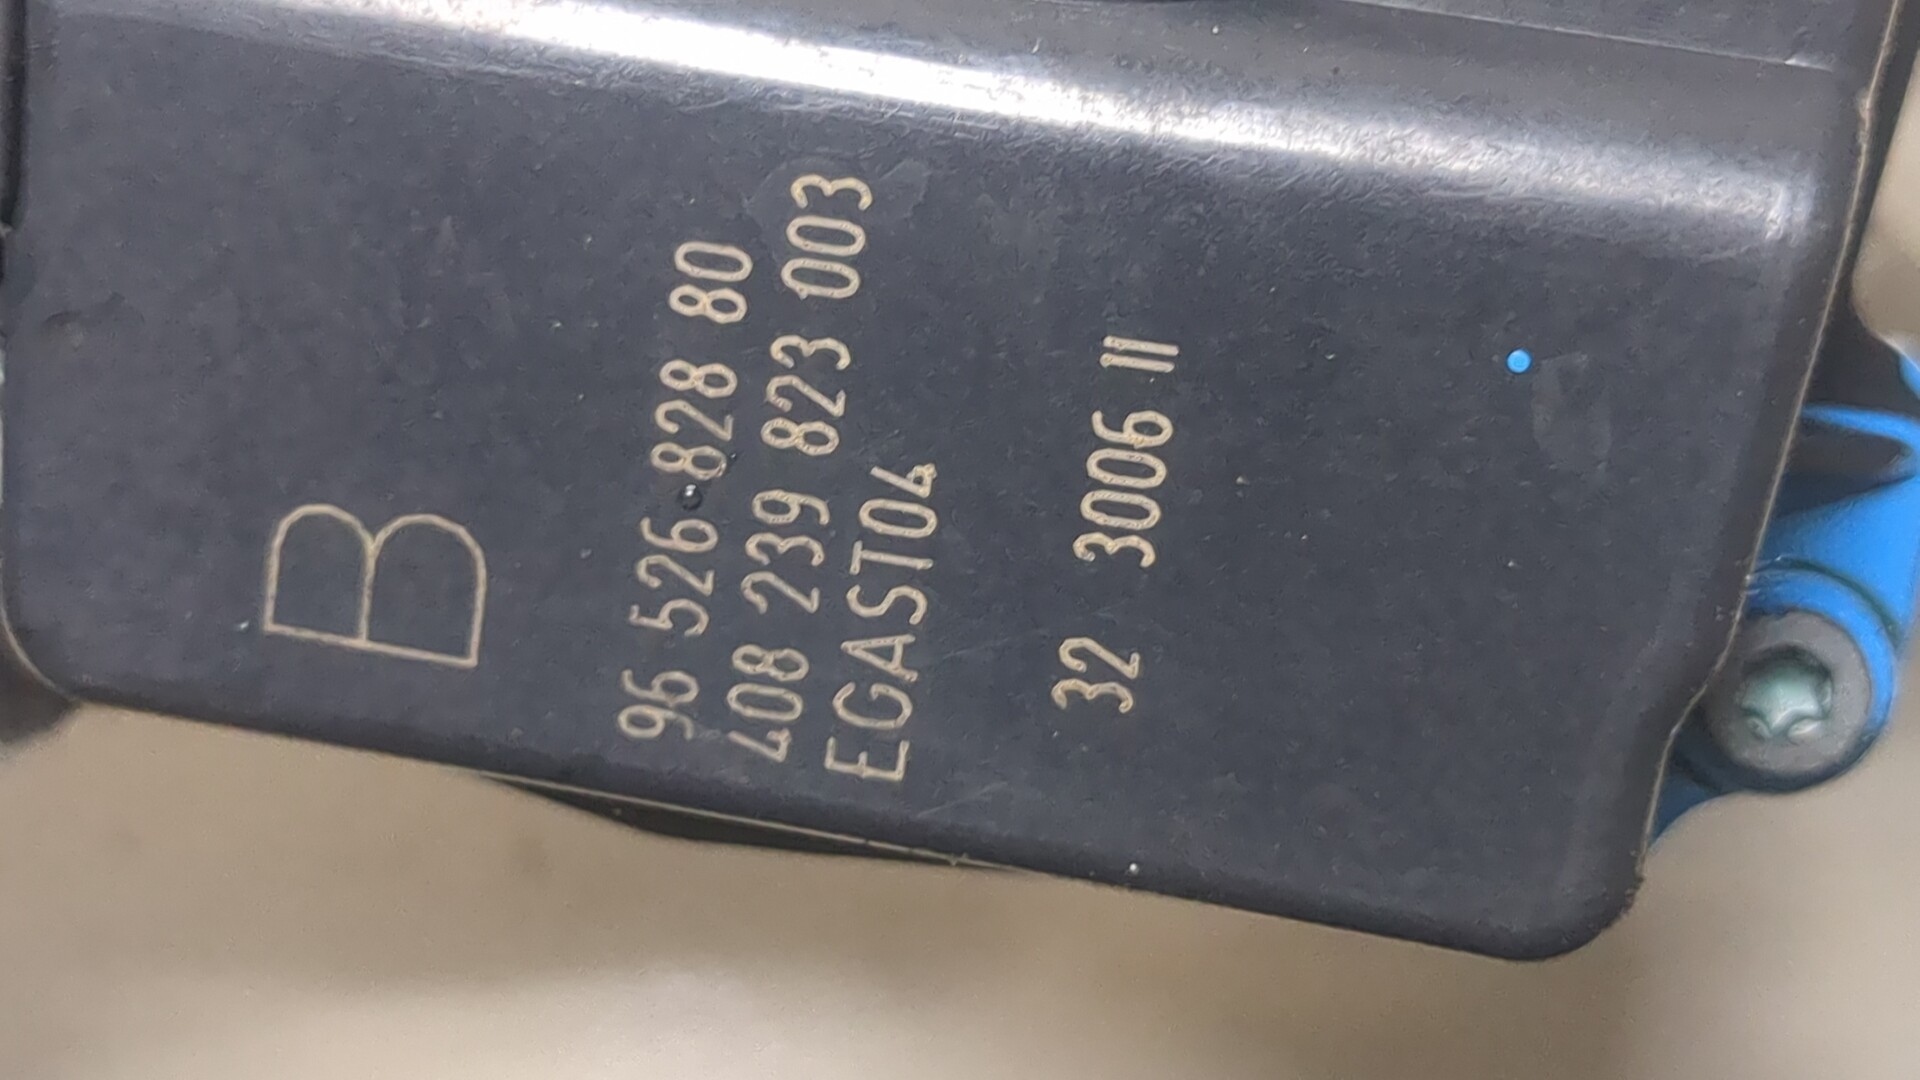 B
96 526 828 80
408 239 823 003
EGAST04
32 3006 II